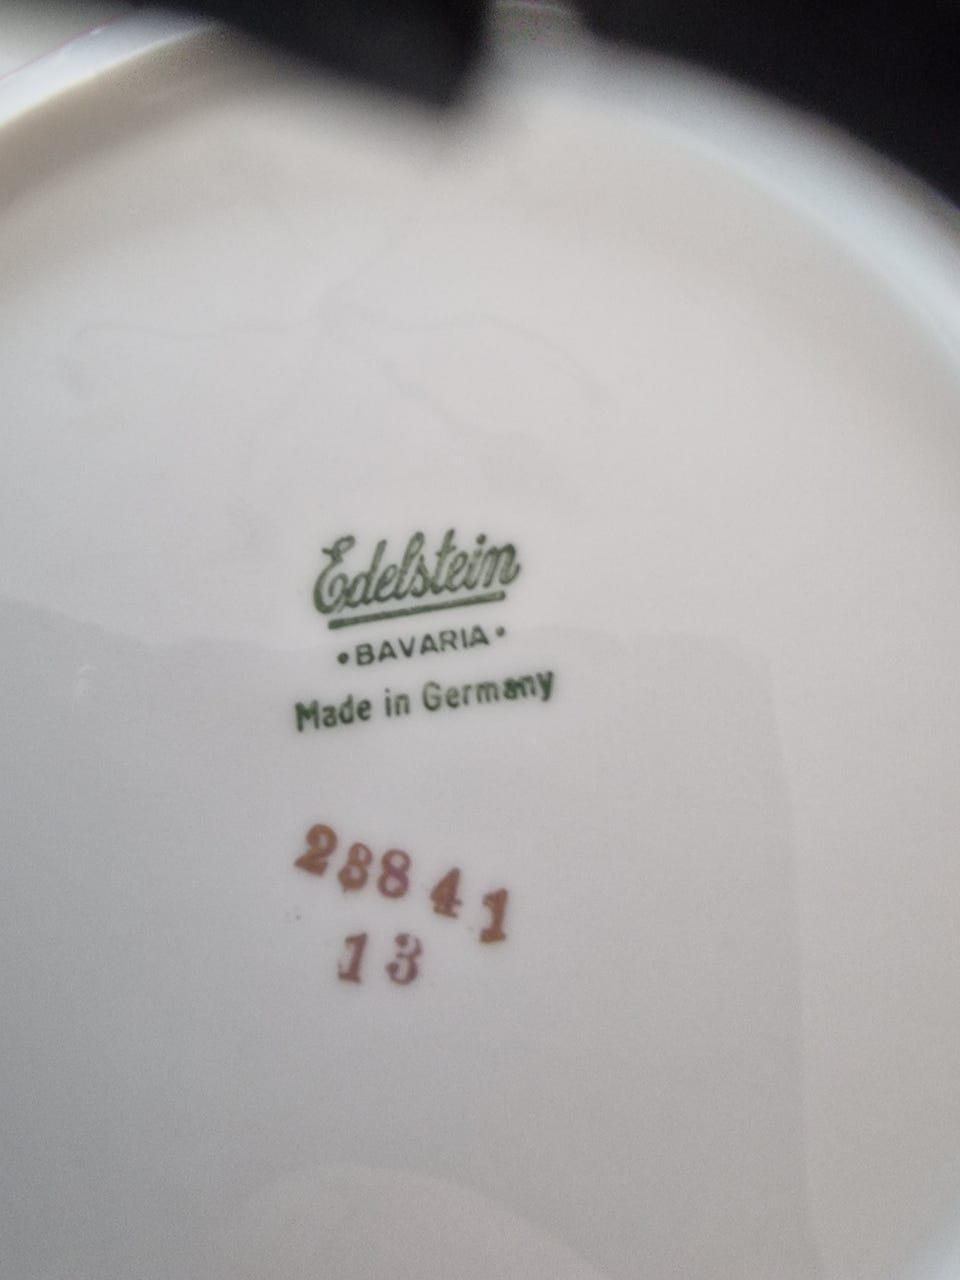 Edelstein
•BAVARIA•
Made in Germany
28841
13